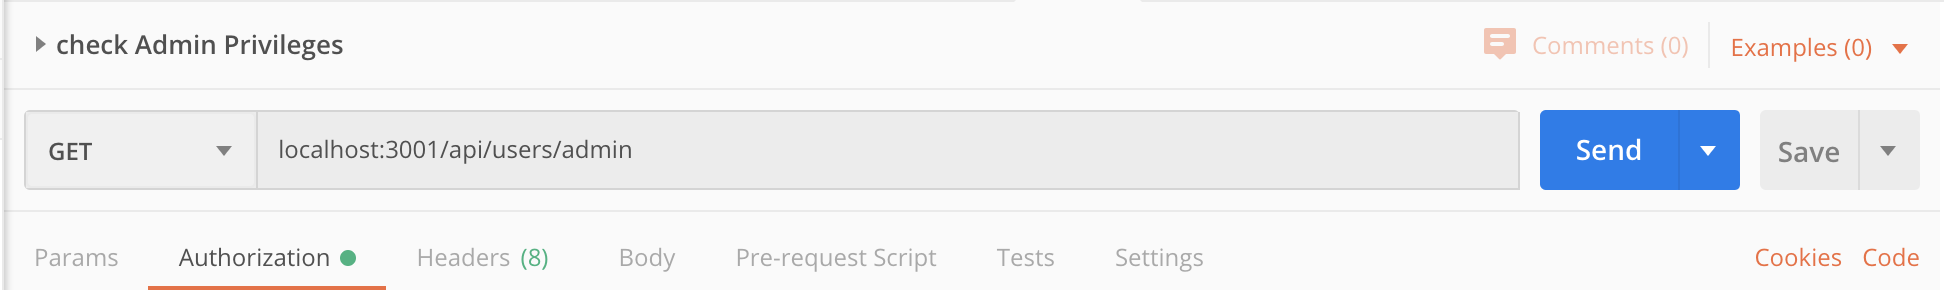 check Admin Privileges Comments (0) Examples (0)
GET localhost:3001/api/users/admin Send Save
Params Authorization Headers (8) Body Pre-request Script Tests Settings Cookies Code